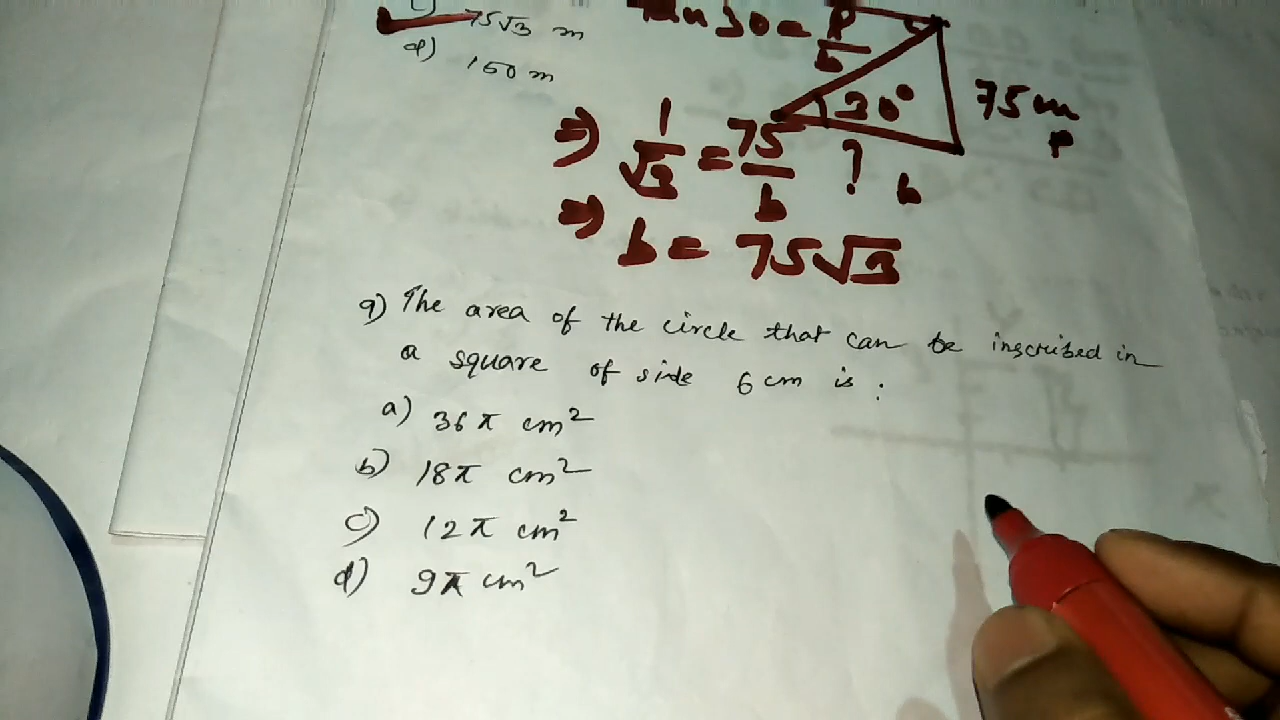 c) 75√3 m
d) 150 m
tan 30 = p/b
30°
75m
p
?
b
⇒ 1/√3 = 75/b
⇒ b = 75√3
9) The area of the circle that can be inscribed in
a square of side 6 cm is :
a) 36π cm²
b) 18π cm²
c) 12π cm²
d) 9π cm²